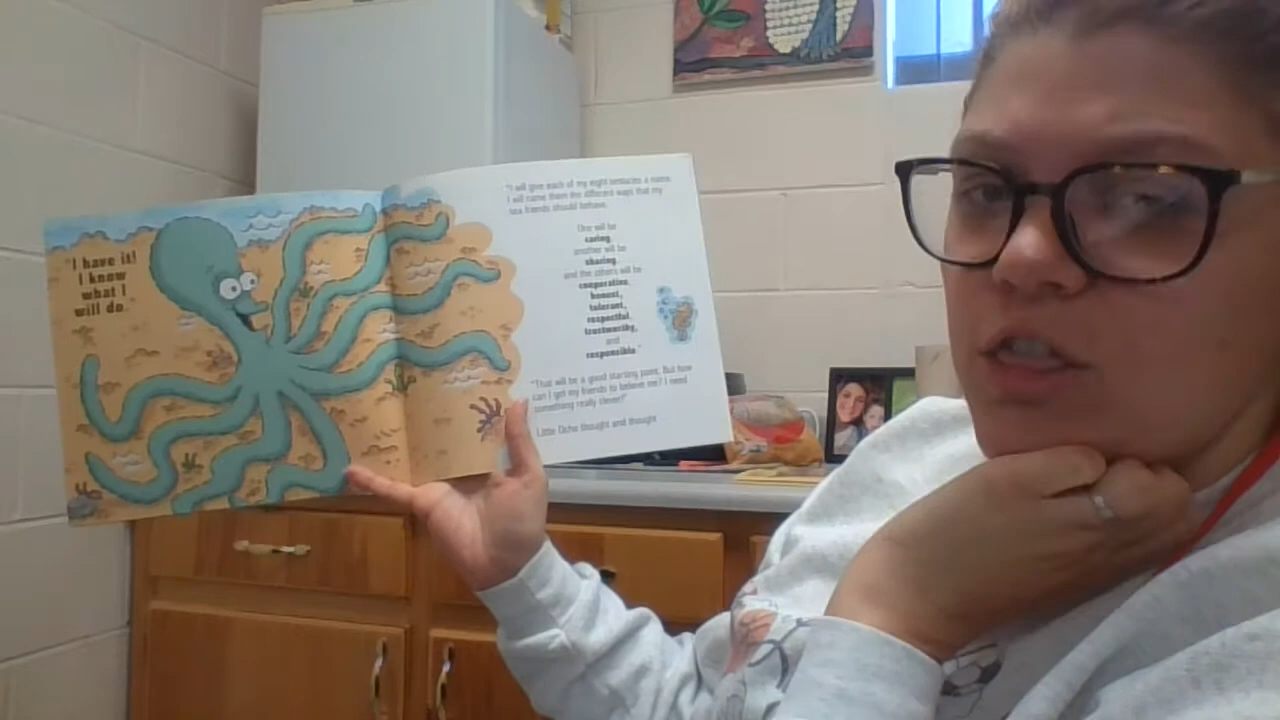 "I have it!
I know
what I
will do.
"I will give each of my eight tentacles a name.
I will name them the different ways that my
sea friends should behave.
One will be
caring,
another will be
sharing,
and the others will be
cooperative,
honest,
tolerant,
respectful,
trustworthy,
and
responsible."
"That will be a good starting point. But how
can I get my friends to believe me? I need
something really clever!"
Little Ocho thought and thought